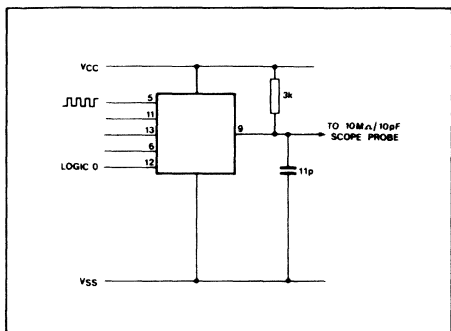 VCC
5
11
13
6
LOGIC 0 12
9
3k
TO 10MΩ/10pF
SCOPE PROBE
11p
VSS